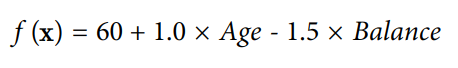 f (x) = 60 + 1.0 × Age - 1.5 × Balance